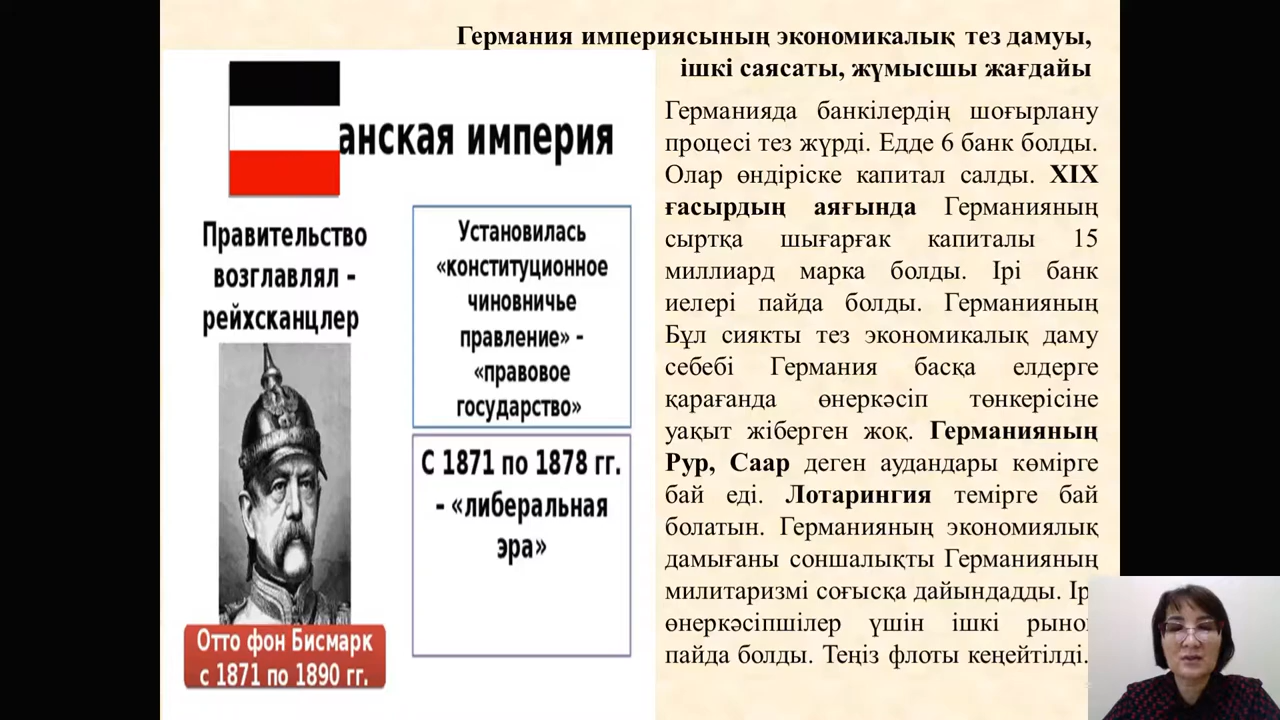 Германия империясының экономикалық тез дамуы,
ішкі саясаты, жұмысшы жағдайы
анская империя
Правительство
возглавлял –
рейхсканцлер
Отто фон Бисмарк
с 1871 по 1890 гг.
Установилась
«конституционное
чиновничье
правление» –
«правовое
государство»
С 1871 по 1878 гг.
– «либеральная
эра»
Германияда банкілердің шоғырлану
процесі тез жүрді. Едде 6 банк болды.
Олар өндіріске капитал салды. XIX
ғасырдың аяғында Германияның
сыртқа шығарғак капиталы 15
миллиард марка болды. Ірі банк
иелері пайда болды. Германияның
Бұл сиякты тез экономикалық даму
себебі Германия басқа елдерге
қарағанда өнеркәсіп төнкерісіне
уақыт жіберген жоқ. Германияның
Рур, Саар деген аудандары көмірге
бай еді. Лотарингия темірге бай
болатын. Германияның экономиялық
дамығаны соншалықты Германияның
милитаризмі соғысқа дайындадды. Ір
өнеркәсіпшілер үшін ішкі рыно
пайда болды. Теңіз флоты кеңейтілді.